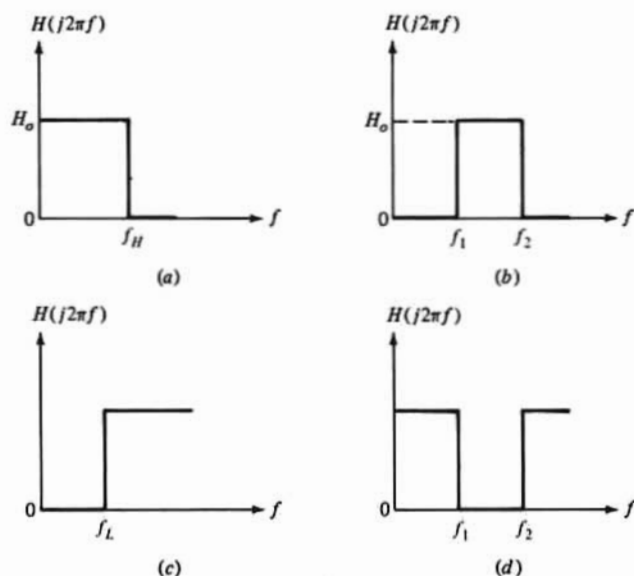 H(j2πf)
H(j2πf)
H_o
H_o
0
0
f_H
f
f_1
f_2
f
(a)
(b)
H(j2πf)
H(j2πf)
0
0
f_L
f
f_1
f_2
f
(c)
(d)